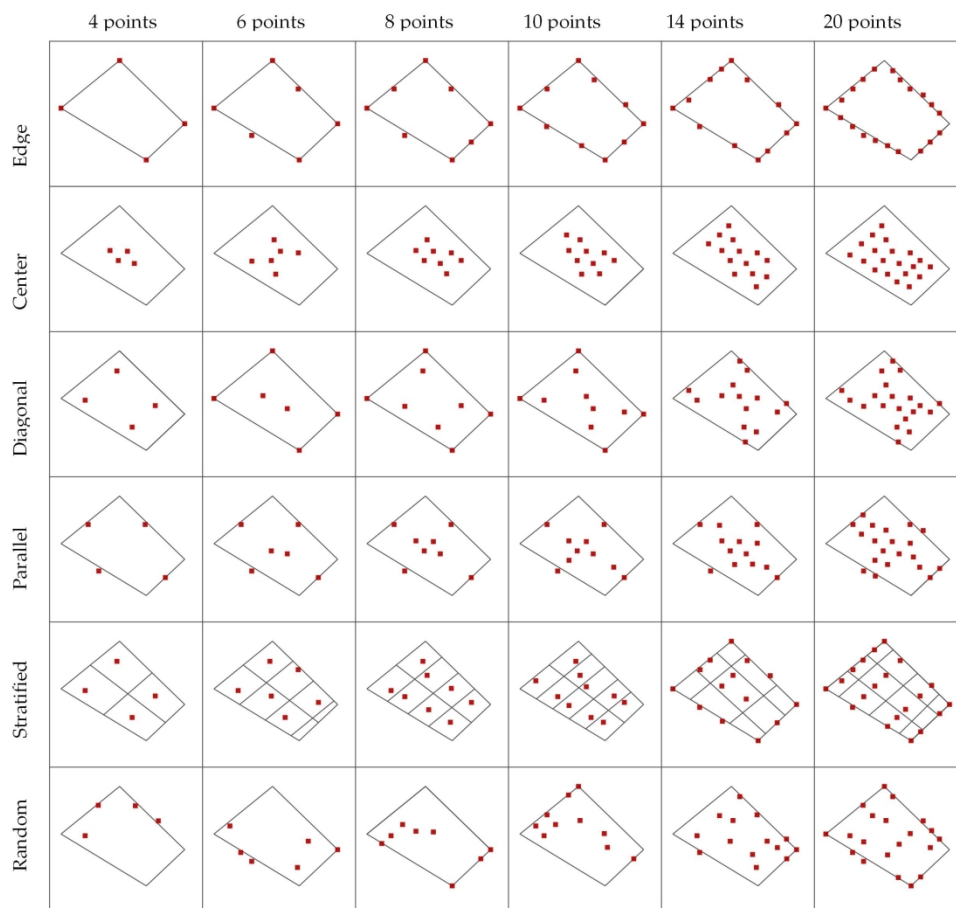 4 points 6 points 8 points 10 points 14 points 20 points
Edge
Center
Diagonal
Parallel
Stratified
Random